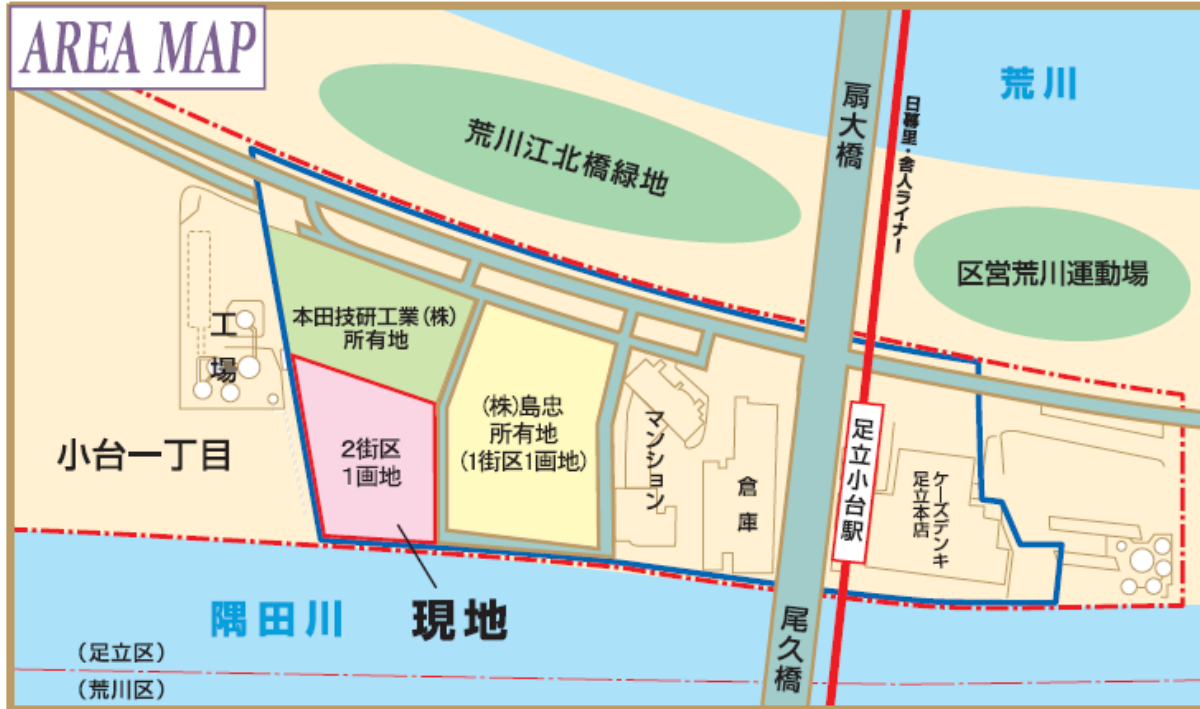 AREA MAP
荒川
扇大橋
日暮里・舎人ライナー
荒川江北橋緑地
区営荒川運動場
本田技研工業(株)
所有地
工
場
(株)島忠
所有地
(1街区1画地)
マンション
倉
庫
足立小台駅
ケーズデンキ
足立本店
小台一丁目
2街区
1画地
隅田川
現地
尾久橋
(足立区)
(荒川区)